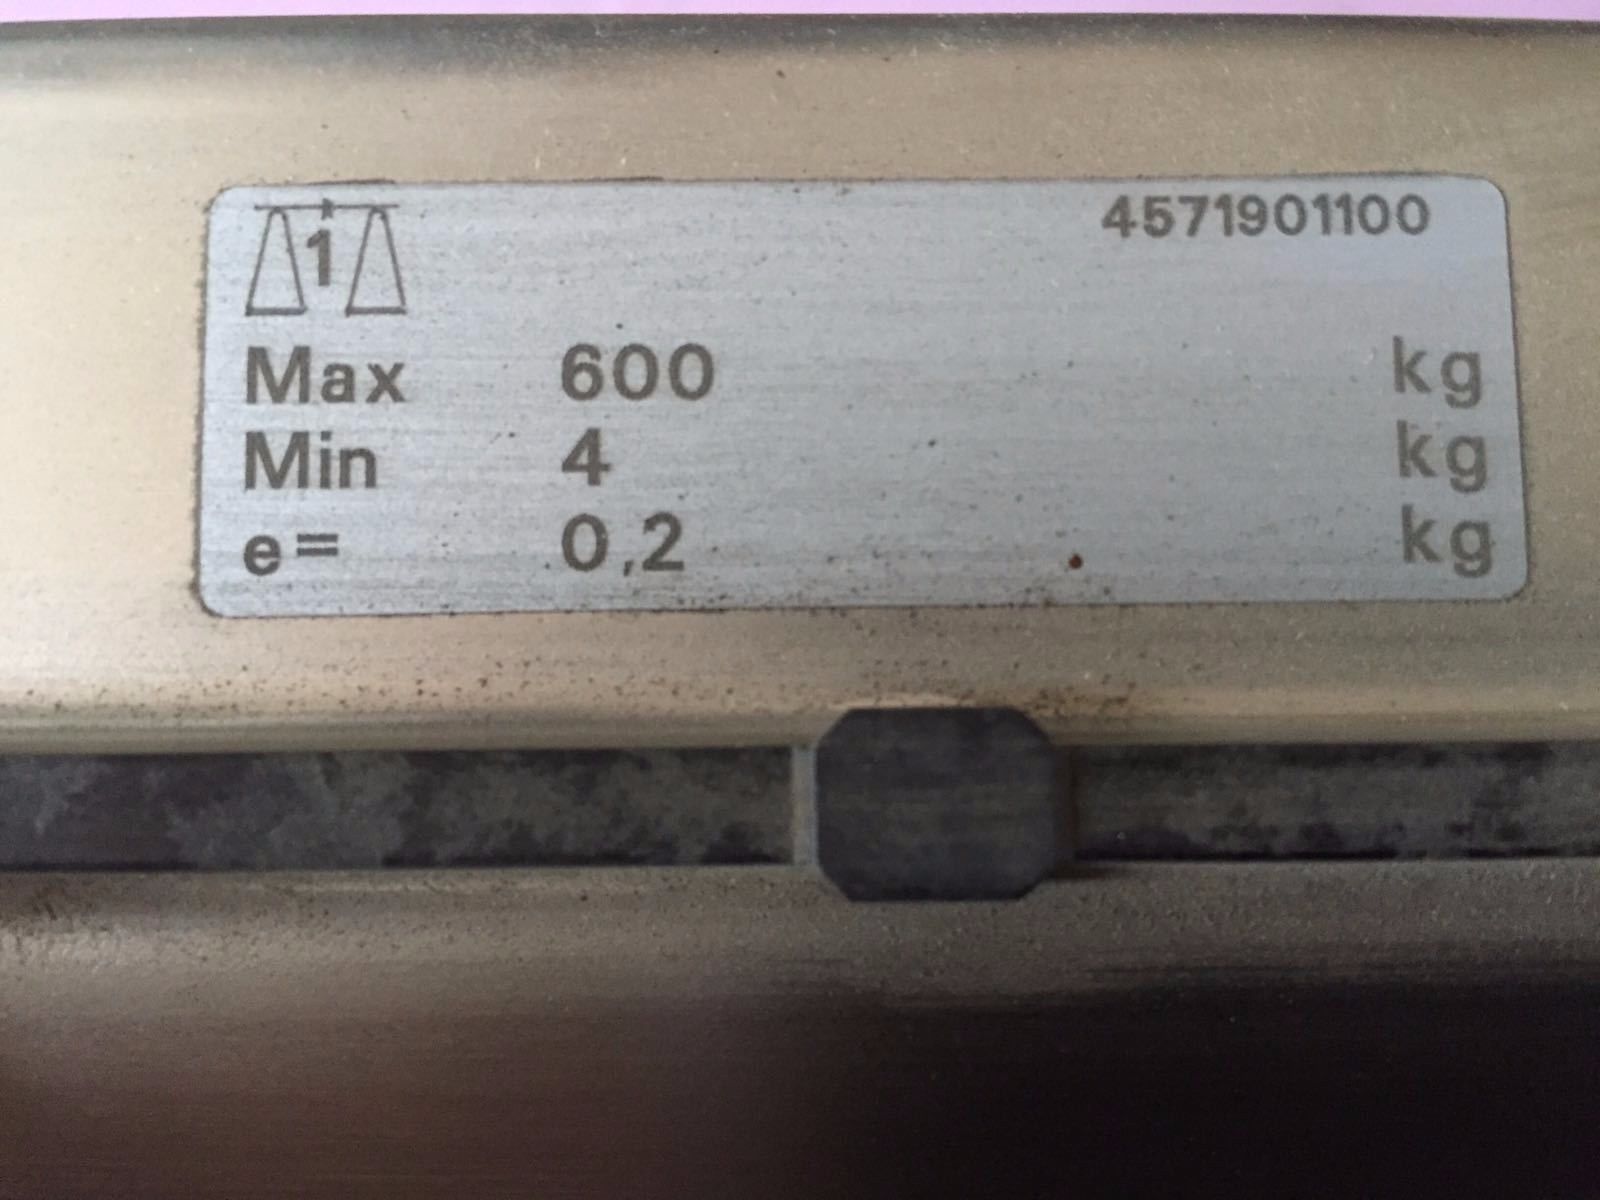 1
4571901100
Max 600 kg
Min 4 kg
e= 0,2 kg